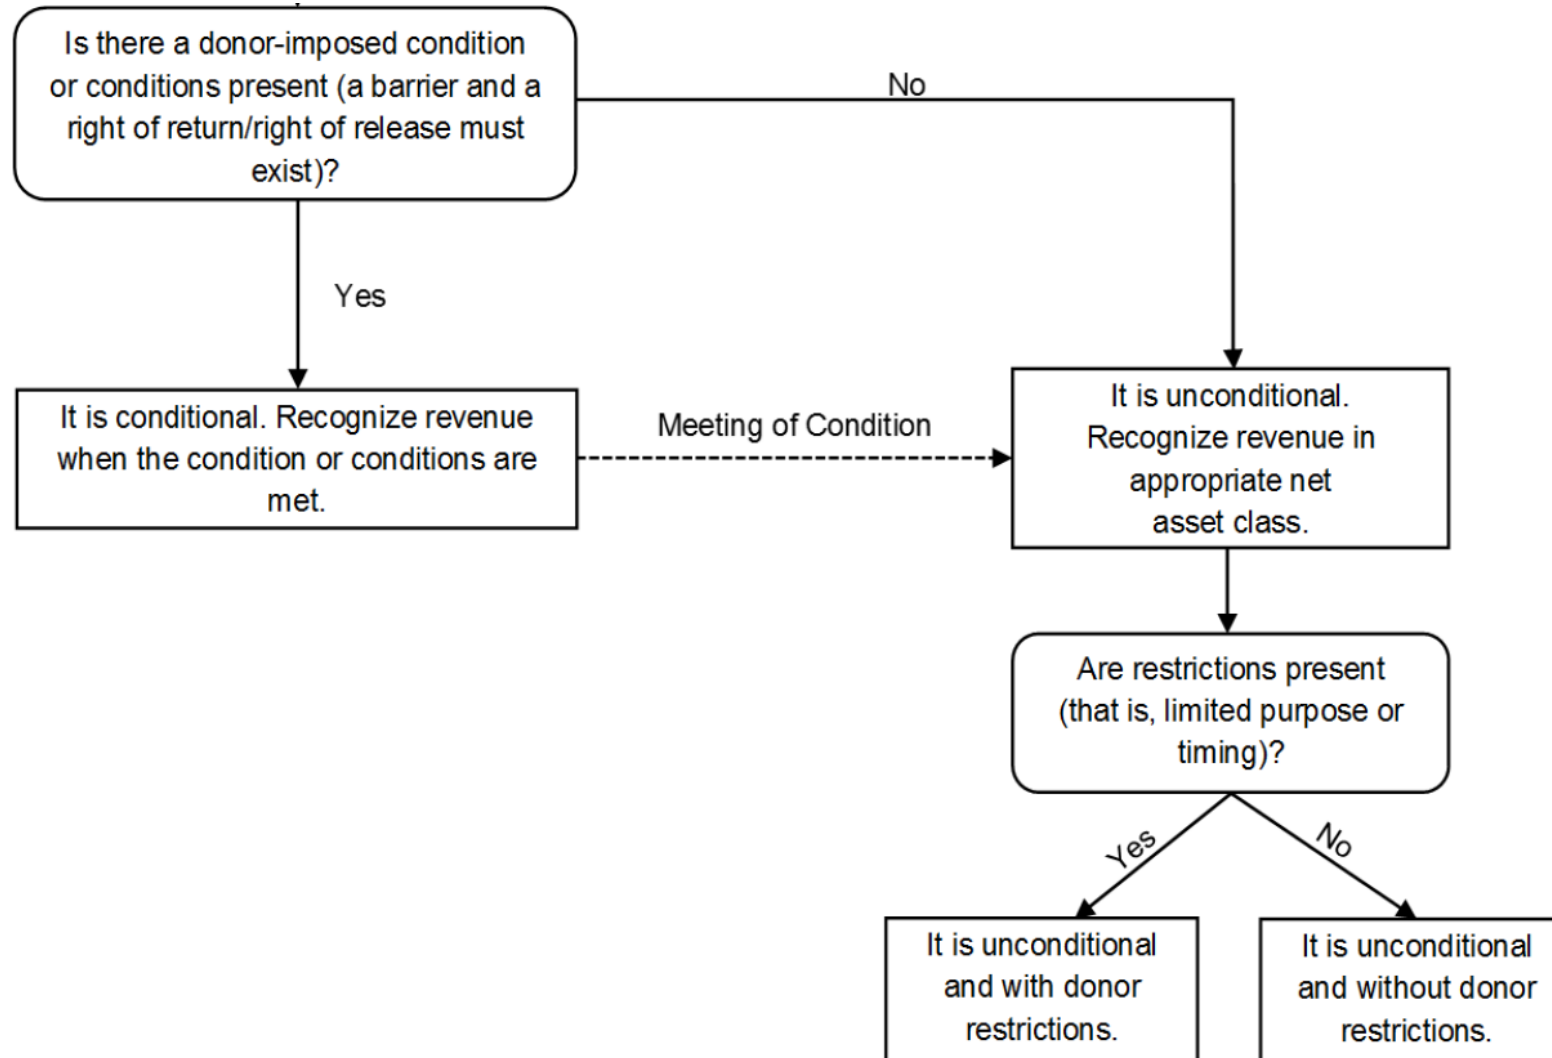 Is there a donor-imposed condition
or conditions present (a barrier and a
right of return/right of release must
exist)?
No
Yes
It is conditional. Recognize revenue
when the condition or conditions are
met.
Meeting of Condition
It is unconditional.
Recognize revenue in
appropriate net
asset class.
Are restrictions present
(that is, limited purpose or
timing)?
Yes
No
It is unconditional
and with donor
restrictions.
It is unconditional
and without donor
restrictions.